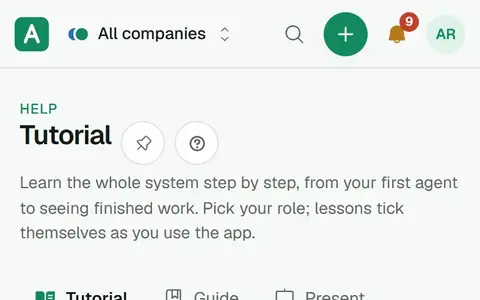 A All companies 9 AR
HELP
Tutorial
Learn the whole system step by step, from your first agent
to seeing finished work. Pick your role; lessons tick
themselves as you use the app.
Tutorial Guide Present